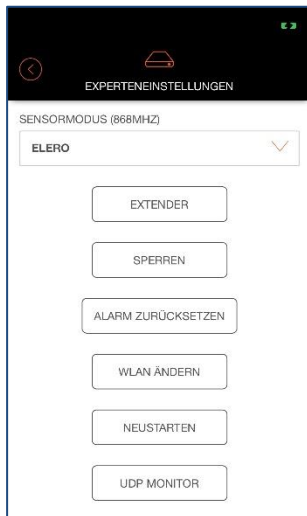 EXPERTENEINSTELLUNGEN
SENSORMODUS (868MHZ)
ELERO
EXTENDER
SPERREN
ALARM ZURÜCKSETZEN
WLAN ÄNDERN
NEUSTARTEN
UDP MONITOR